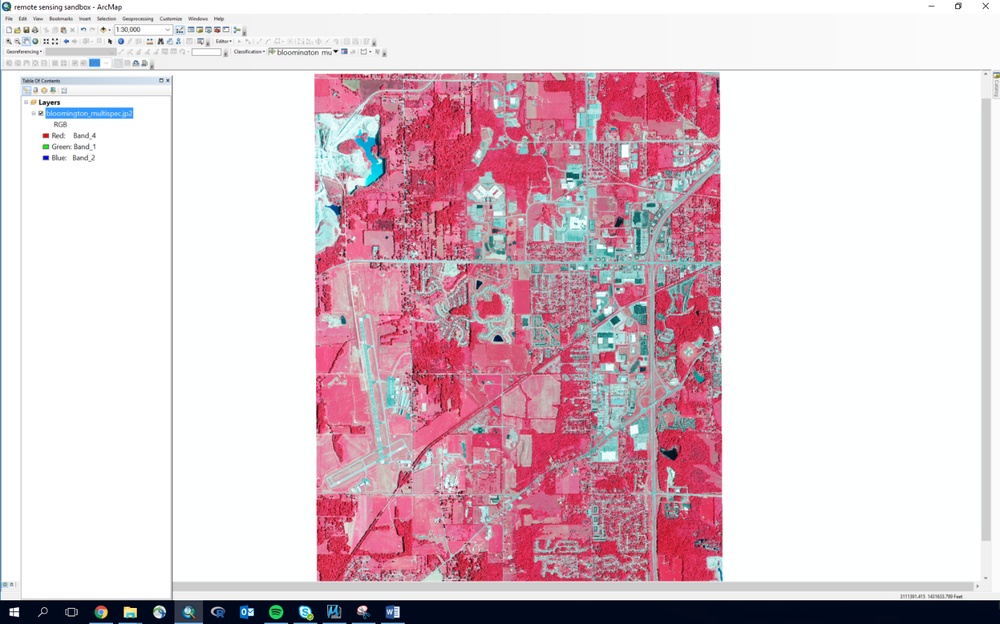 remote sensing sandbox - ArcMap
File Edit View Bookmarks Insert Selection Geoprocessing Customize Windows Help
1:30,000
Editor
Georeferencing
Classification
bloomington_mu
Table Of Contents
Layers
bloomington_multispec.jp2
RGB
Red: Band_4
Green: Band_1
Blue: Band_2
Catalog
3111391.415 1431633.799 Feet